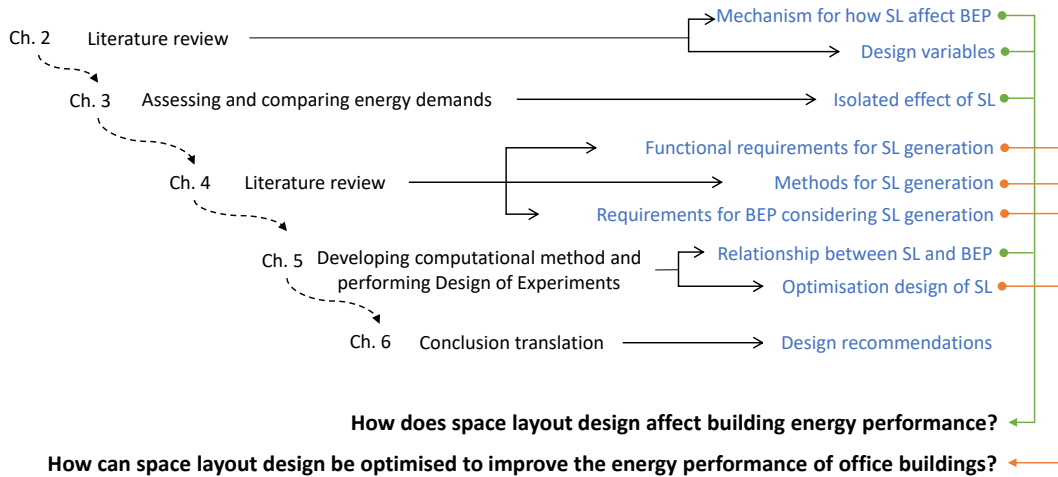 Mechanism for how SL affect BEP
Ch. 2 Literature review
Design variables
Ch. 3 Assessing and comparing energy demands Isolated effect of SL
Functional requirements for SL generation
Ch. 4 Literature review Methods for SL generation
Requirements for BEP considering SL generation
Ch. 5 Developing computational method and Relationship between SL and BEP
performing Design of Experiments Optimisation design of SL
Ch. 6 Conclusion translation Design recommendations
How does space layout design affect building energy performance?
How can space layout design be optimised to improve the energy performance of office buildings?